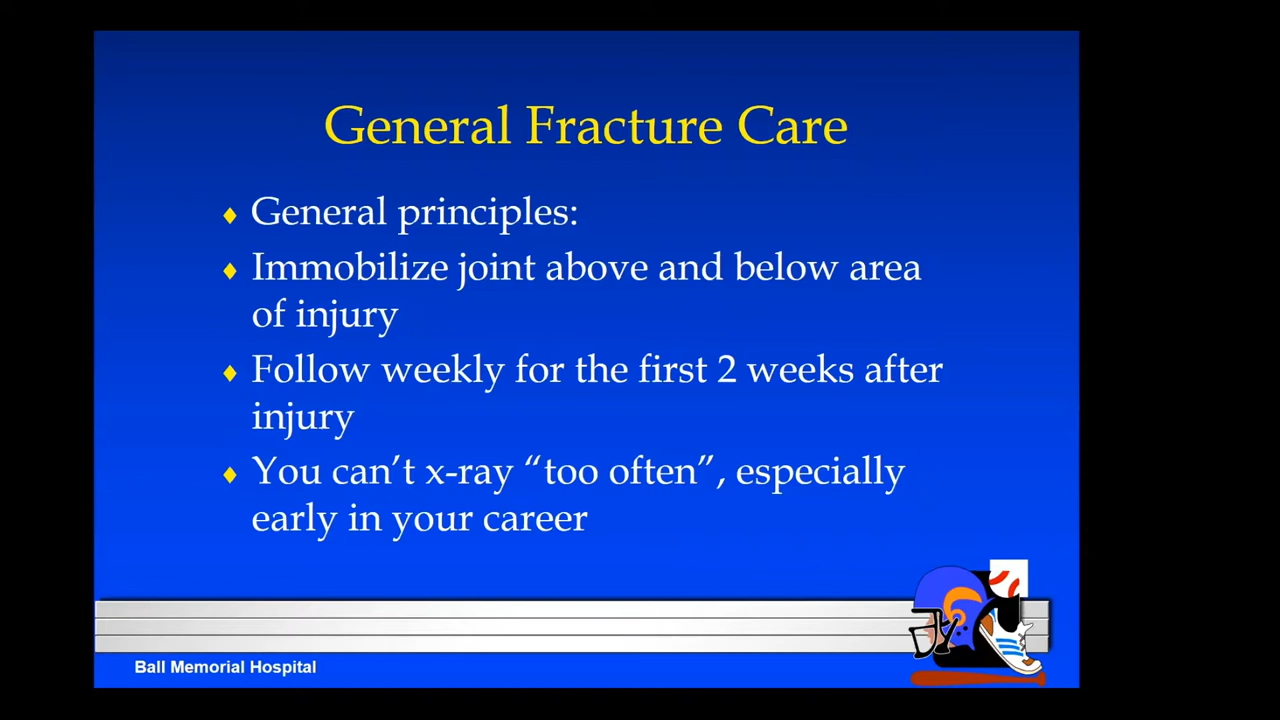 General Fracture Care
♦ General principles:
♦ Immobilize joint above and below area
of injury
♦ Follow weekly for the first 2 weeks after
injury
♦ You can’t x-ray “too often”, especially
early in your career
Ball Memorial Hospital